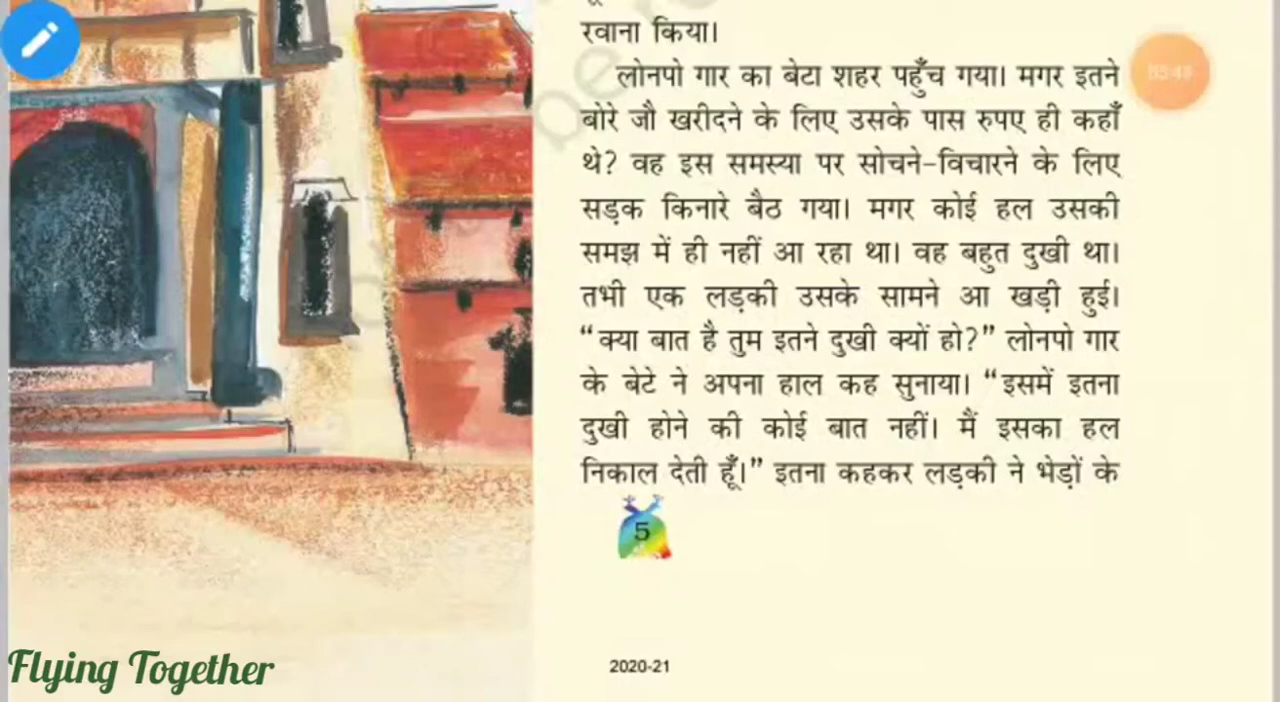 रवाना किया।
लोनपो गार का बेटा शहर पहुँच गया। मगर इतने
बोरे जौ खरीदने के लिए उसके पास रुपए ही कहाँ
थे? वह इस समस्या पर सोचने-विचारने के लिए
सड़क किनारे बैठ गया। मगर कोई हल उसकी
समझ में ही नहीं आ रहा था। वह बहुत दुखी था।
तभी एक लड़की उसके सामने आ खड़ी हुई।
“क्या बात है तुम इतने दुखी क्यों हो?” लोनपो गार
के बेटे ने अपना हाल कह सुनाया। “इसमें इतना
दुखी होने की कोई बात नहीं। मैं इसका हल
निकाल देती हूँ।” इतना कहकर लड़की ने भेड़ों के
5
2020-21
Flying Together